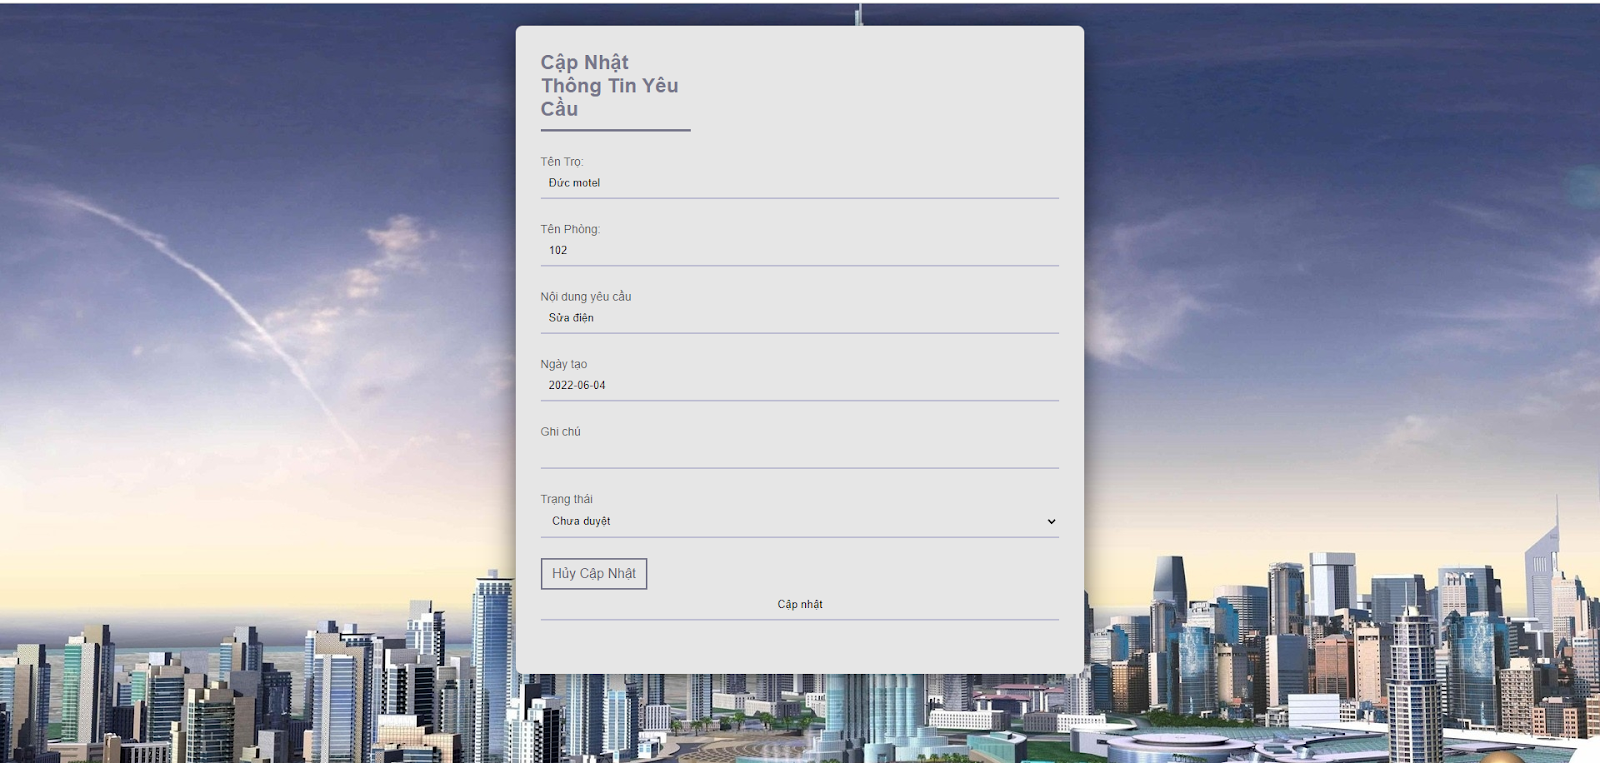 Cập Nhật
Thông Tin Yêu
Cầu
Tên Trọ:
Đức motel
Tên Phòng:
102
Nội dung yêu cầu
Sửa điện
Ngày tạo
2022-06-04
Ghi chú
Trạng thái
Chưa duyệt
Hủy Cập Nhật
Cập nhật